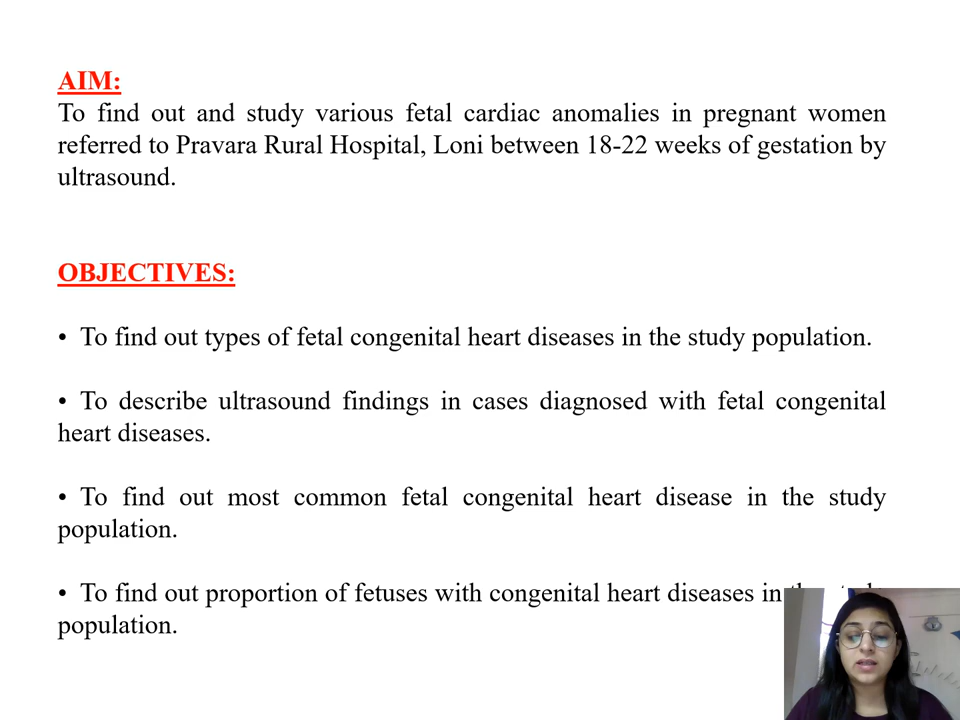 AIM:
To find out and study various fetal cardiac anomalies in pregnant women
referred to Pravara Rural Hospital, Loni between 18-22 weeks of gestation by
ultrasound.
OBJECTIVES:
• To find out types of fetal congenital heart diseases in the study population.
• To describe ultrasound findings in cases diagnosed with fetal congenital
heart diseases.
• To find out most common fetal congenital heart disease in the study
population.
• To find out proportion of fetuses with congenital heart diseases in
population.